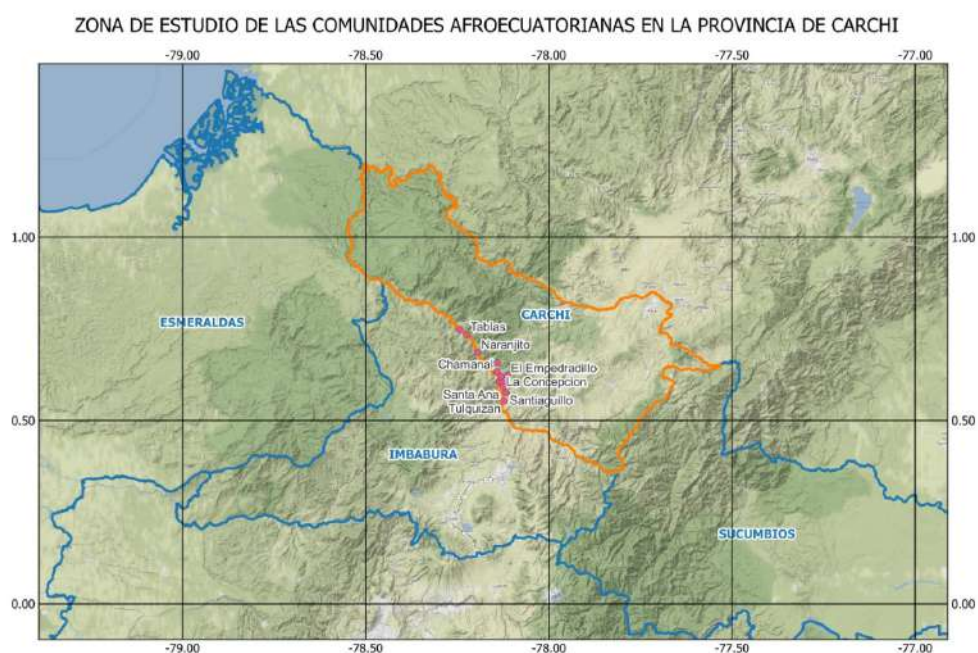 ZONA DE ESTUDIO DE LAS COMUNIDADES AFROECUATORIANAS EN LA PROVINCIA DE CARCHI
-79.00 -78.50 -78.00 -77.50 -77.00
1.00 1.00
ESMERALDAS
CARCHI
Tablas
Naranjito
Chamanal
El Empedradillo
La Concepcion
Santa Ana
Santiaguillo
Tulquizan
0.50 0.50
IMBABURA
SUCUMBIOS
0.00 0.00
-79.00 -78.50 -78.00 -77.50 -77.00